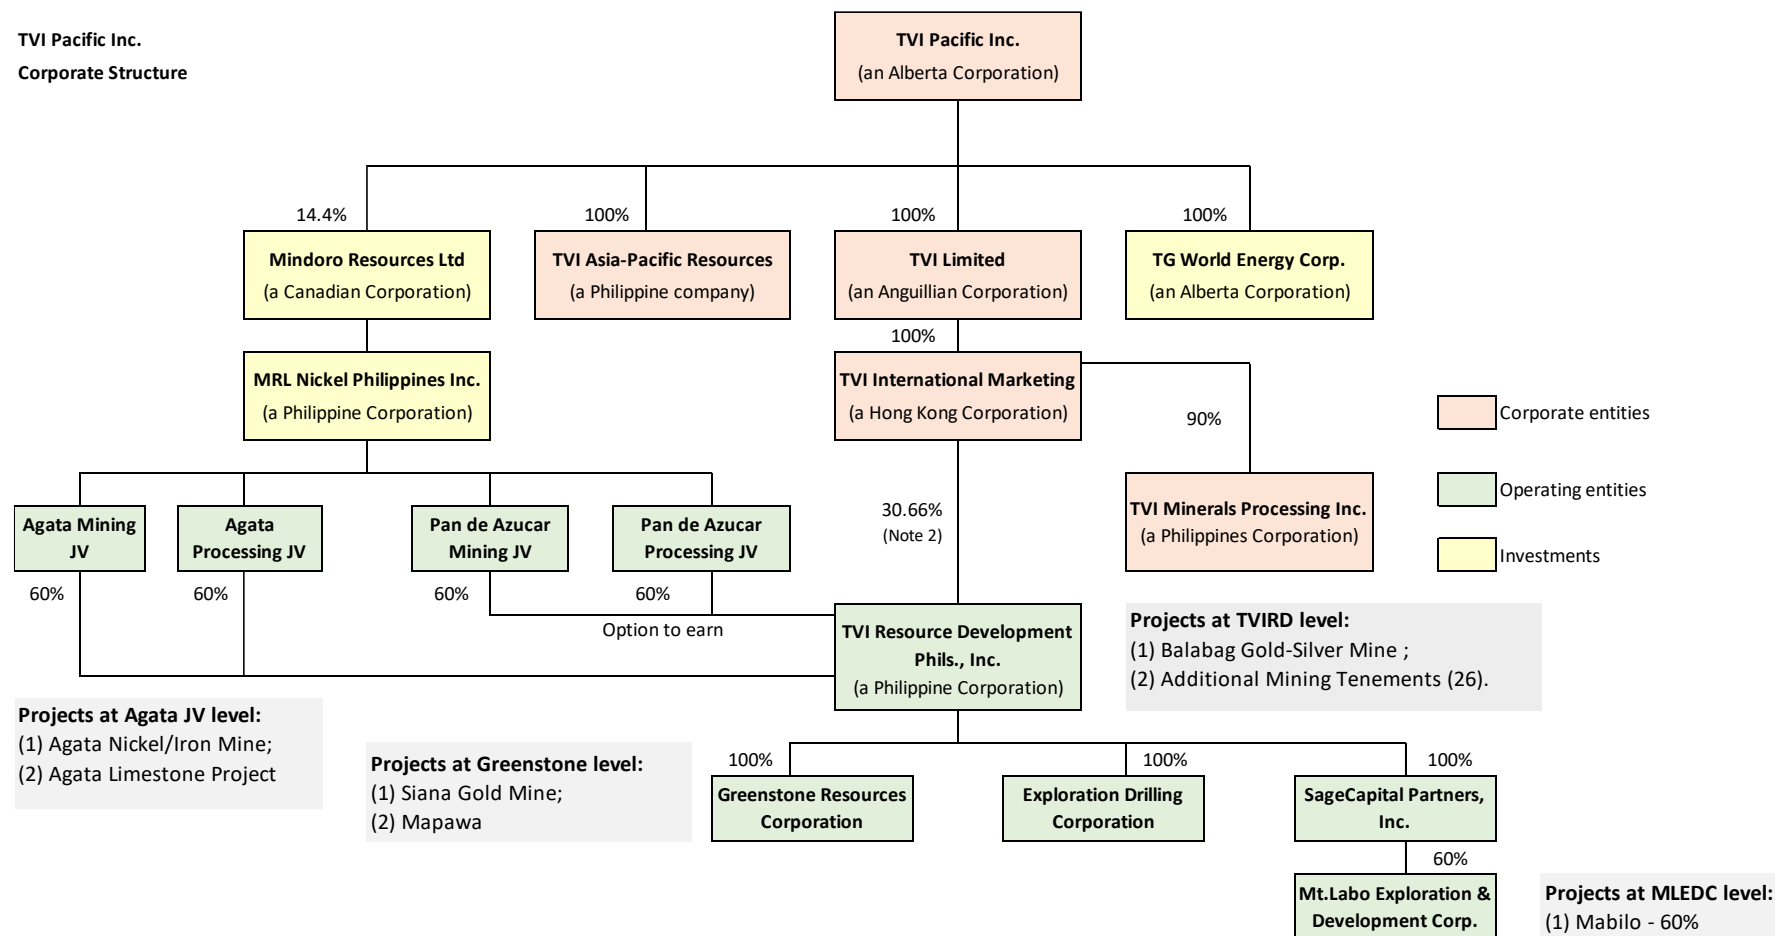 TVI Pacific Inc.
Corporate Structure
TVI Pacific Inc.
(an Alberta Corporation)
14.4%
100%
100%
100%
Mindoro Resources Ltd
(a Canadian Corporation)
TVI Asia-Pacific Resources
(a Philippine company)
TVI Limited
(an Anguillian Corporation)
TG World Energy Corp.
(an Alberta Corporation)
100%
MRL Nickel Philippines Inc.
(a Philippine Corporation)
TVI International Marketing
(a Hong Kong Corporation)
90%
Corporate entities
Operating entities
Investments
Agata Mining
JV
Agata
Processing JV
Pan de Azucar
Mining JV
Pan de Azucar
Processing JV
30.66%
(Note 2)
TVI Minerals Processing Inc.
(a Philippines Corporation)
60%
60%
60%
60%
Option to earn
TVI Resource Development
Phils., Inc.
(a Philippine Corporation)
Projects at TVIRD level:
(1) Balabag Gold-Silver Mine ;
(2) Additional Mining Tenements (26).
Projects at Agata JV level:
(1) Agata Nickel/Iron Mine;
(2) Agata Limestone Project
Projects at Greenstone level:
(1) Siana Gold Mine;
(2) Mapawa
100%
100%
100%
Greenstone Resources
Corporation
Exploration Drilling
Corporation
SageCapital Partners,
Inc.
60%
Mt.Labo Exploration &
Development Corp.
Projects at MLEDC level:
(1) Mabilo - 60%